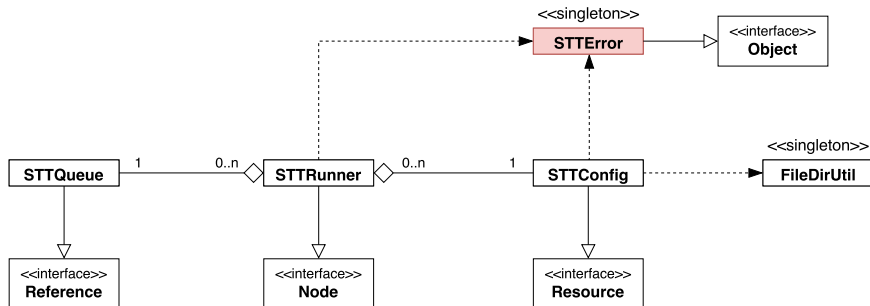 <<singleton>>
STTError
<<interface>>
Object
<<singleton>>
STTQueue
1
0..n
STTRunner
0..n
1
STTConfig
FileDirUtil
<<interface>>
Reference
<<interface>>
Node
<<interface>>
Resource